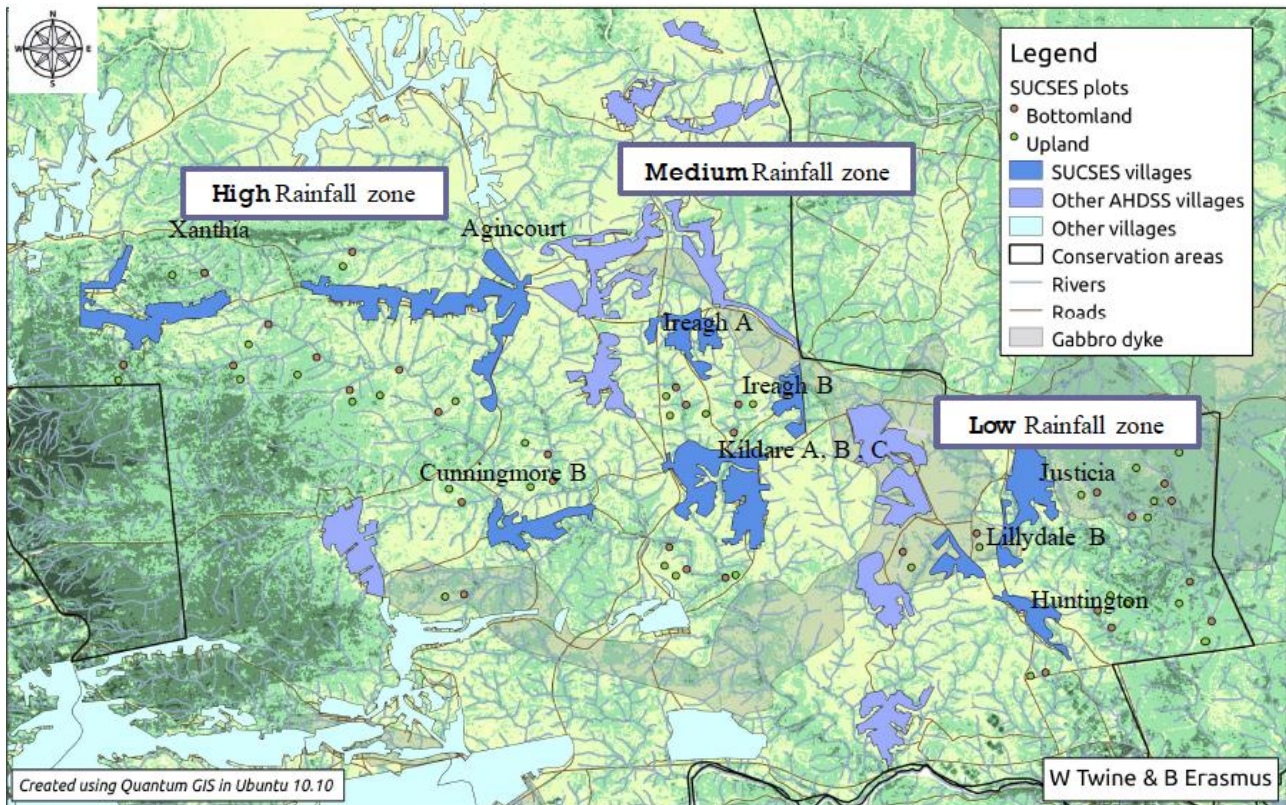 N
W E
S
Legend
SUCSES plots
Bottomland
Upland
SUCSES villages
Other AHDSS villages
Other villages
Conservation areas
Rivers
Roads
Gabbro dyke
High Rainfall zone
Medium Rainfall zone
Low Rainfall zone
Xanthia
Agincourt
Ireagh A
Ireagh B
Kildare A, B , C
Cunningmore B
Justicia
Lillydale B
Huntington
Created using Quantum GIS in Ubuntu 10.10
W Twine & B Erasmus